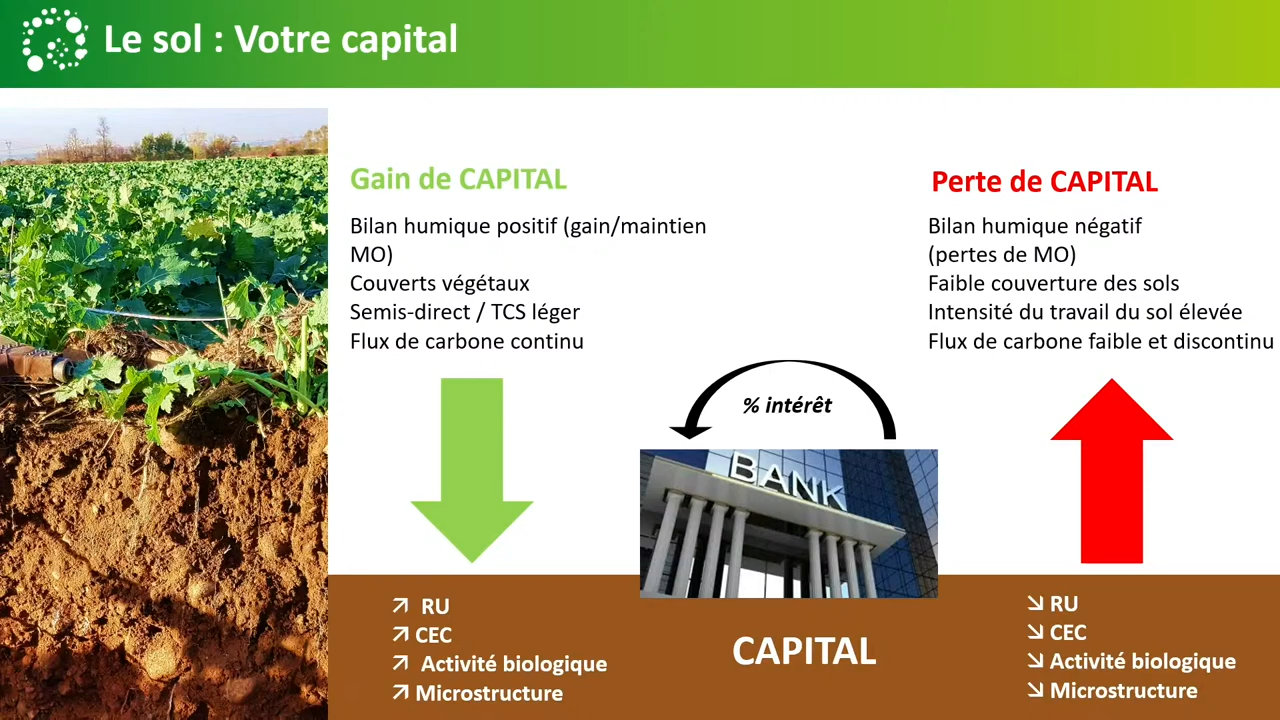 Le sol : Votre capital
Gain de CAPITAL
Bilan humique positif (gain/maintien
MO)
Couverts végétaux
Semis-direct / TCS léger
Flux de carbone continu
Perte de CAPITAL
Bilan humique négatif
(pertes de MO)
Faible couverture des sols
Intensité du travail du sol élevée
Flux de carbone faible et discontinu
% intérêt
BANK
↗ RU
↗ CEC
↗ Activité biologique
↗ Microstructure
CAPITAL
↘ RU
↘ CEC
↘ Activité biologique
↘ Microstructure